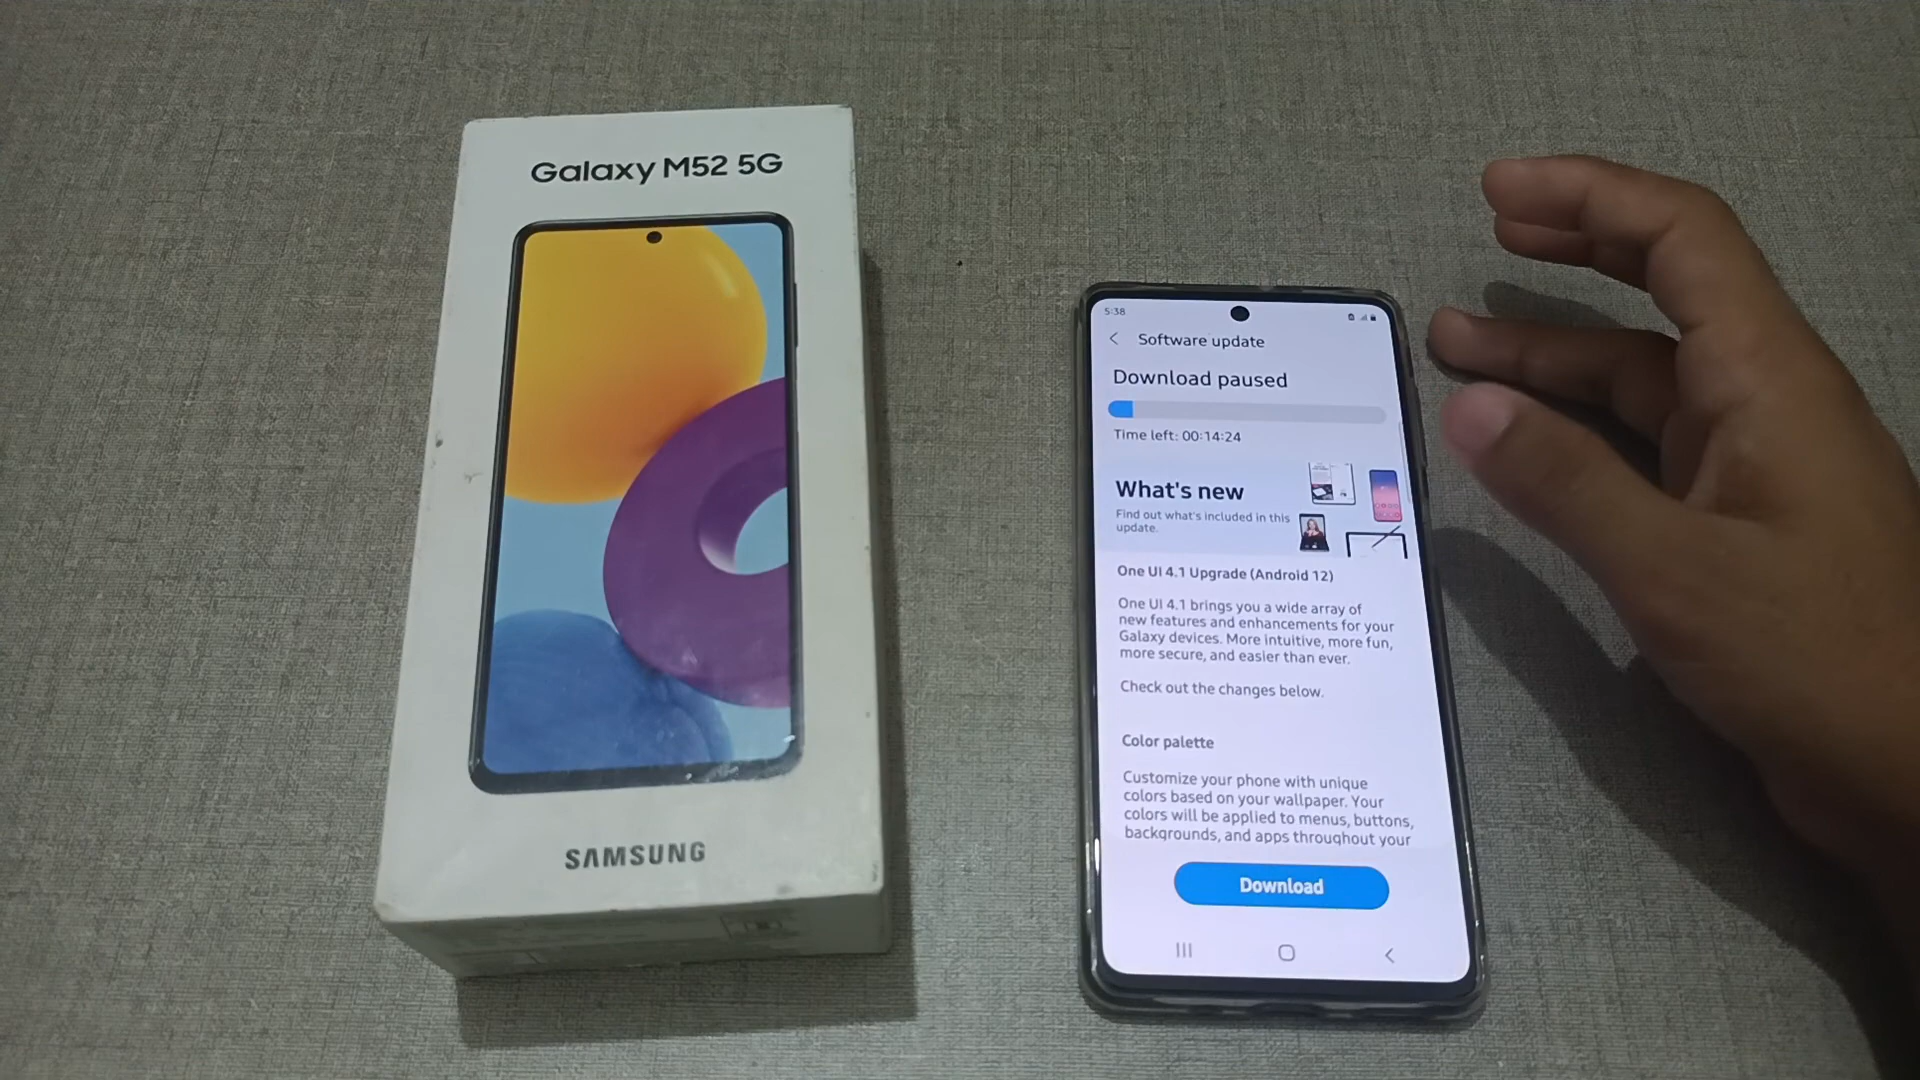 Galaxy M52 5G
SAMSUNG
5:38
Software update
Download paused
Time left: 00:14:24
What's new
Find out what's included in this
update.
One UI 4.1 Upgrade (Android 12)
One UI 4.1 brings you a wide array of
new features and enhancements for your
Galaxy devices. More intuitive, more fun,
more secure, and easier than ever.
Check out the changes below.
Color palette
Customize your phone with unique
colors based on your wallpaper. Your
colors will be applied to menus, buttons,
backgrounds, and apps throughout your
Download